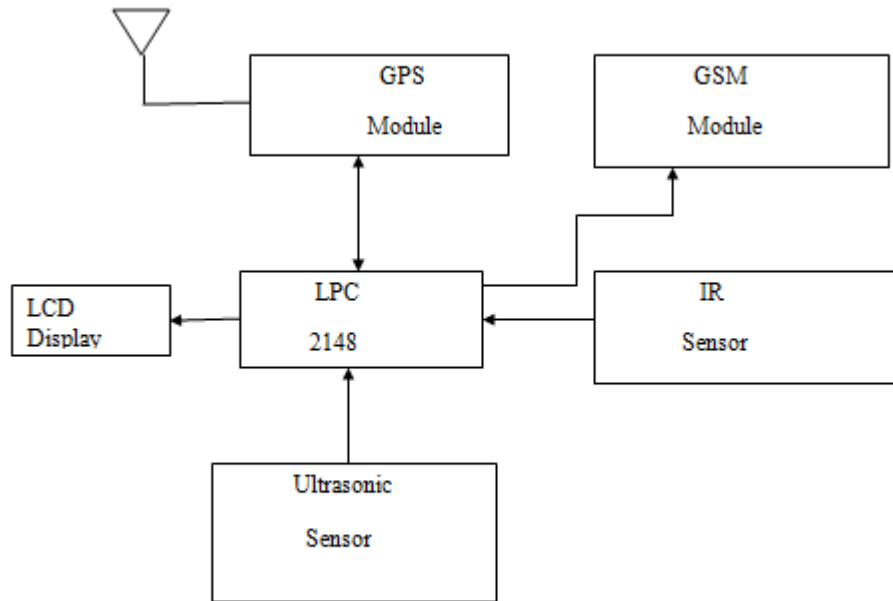 GPS
Module
GSM
Module
LCD
Display
LPC
2148
IR
Sensor
Ultrasonic
Sensor